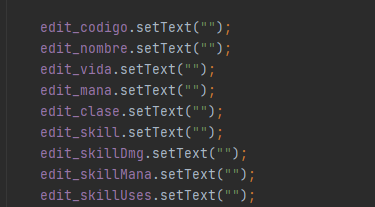 edit_codigo.setText("");
edit_nombre.setText("");
edit_vida.setText("");
edit_mana.setText("");
edit_clase.setText("");
edit_skill.setText("");
edit_skillDmg.setText("");
edit_skillMana.setText("");
edit_skillUses.setText("");